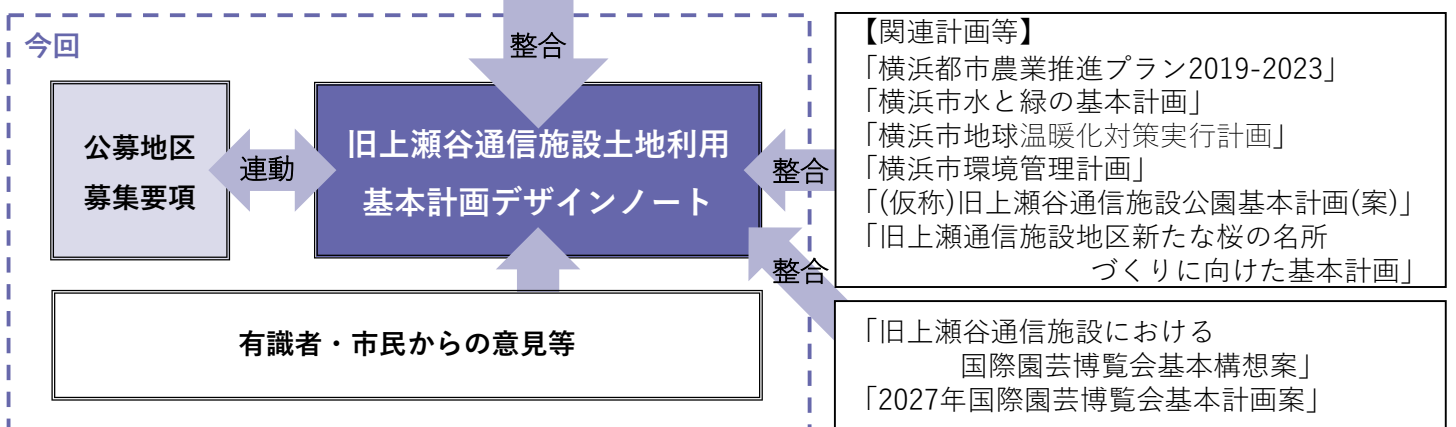 今回
整合
公募地区
募集要項
連動
旧上瀬谷通信施設土地利用
基本計画デザインノート
整合
有識者・市民からの意見等
整合
【関連計画等】
「横浜都市農業推進プラン2019-2023」
「横浜市水と緑の基本計画」
「横浜市地球温暖化対策実行計画」
「横浜市環境管理計画」
「(仮称)旧上瀬谷通信施設公園基本計画(案)」
「旧上瀬通信施設地区新たな桜の名所
づくりに向けた基本計画」
「旧上瀬谷通信施設における
国際園芸博覧会基本構想案」
「2027年国際園芸博覧会基本計画案」